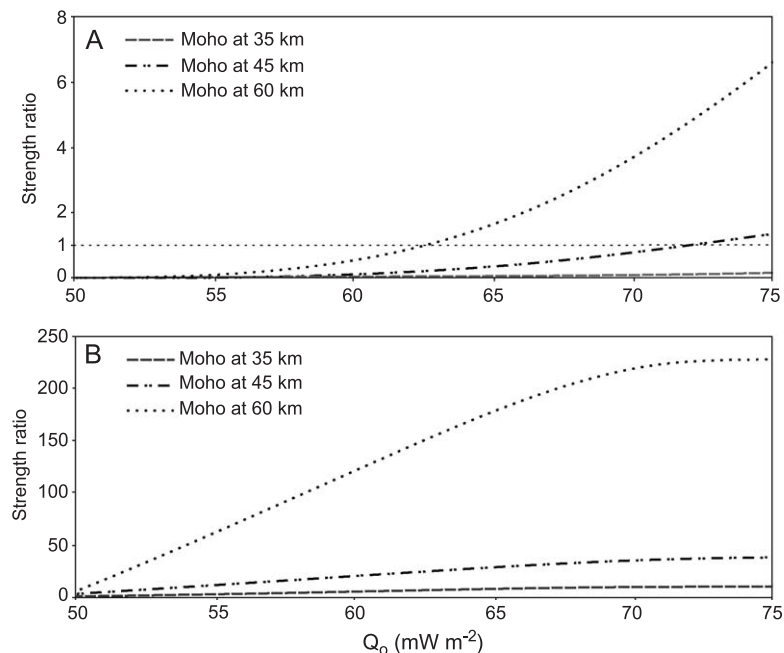 A
Moho at 35 km
Moho at 45 km
Moho at 60 km
Strength ratio
8
6
4
2
1
0
50 55 60 65 70 75
B
Moho at 35 km
Moho at 45 km
Moho at 60 km
Strength ratio
250
200
150
100
50
0
50 55 60 65 70 75
Qo (mW m-2)